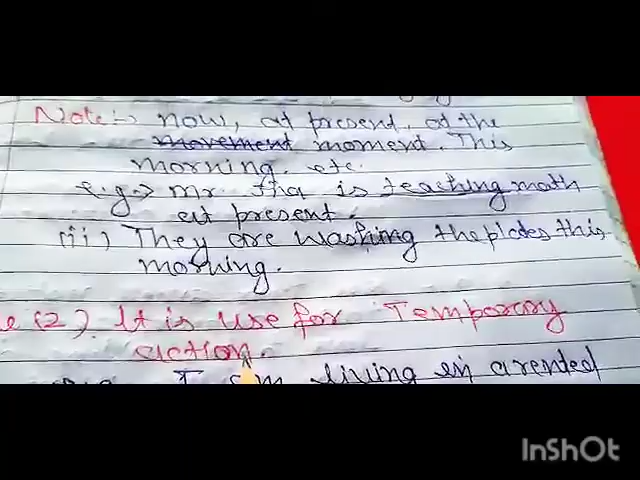 Note:-> now, at present, at the
movement moment. This
morning. etc.
e.g-> Mr. Jha is teaching math
at present.
(ii) They are washing the plates this
morning.
e (2). It is use for Temporary
action.
I am living in a rented
InShOt